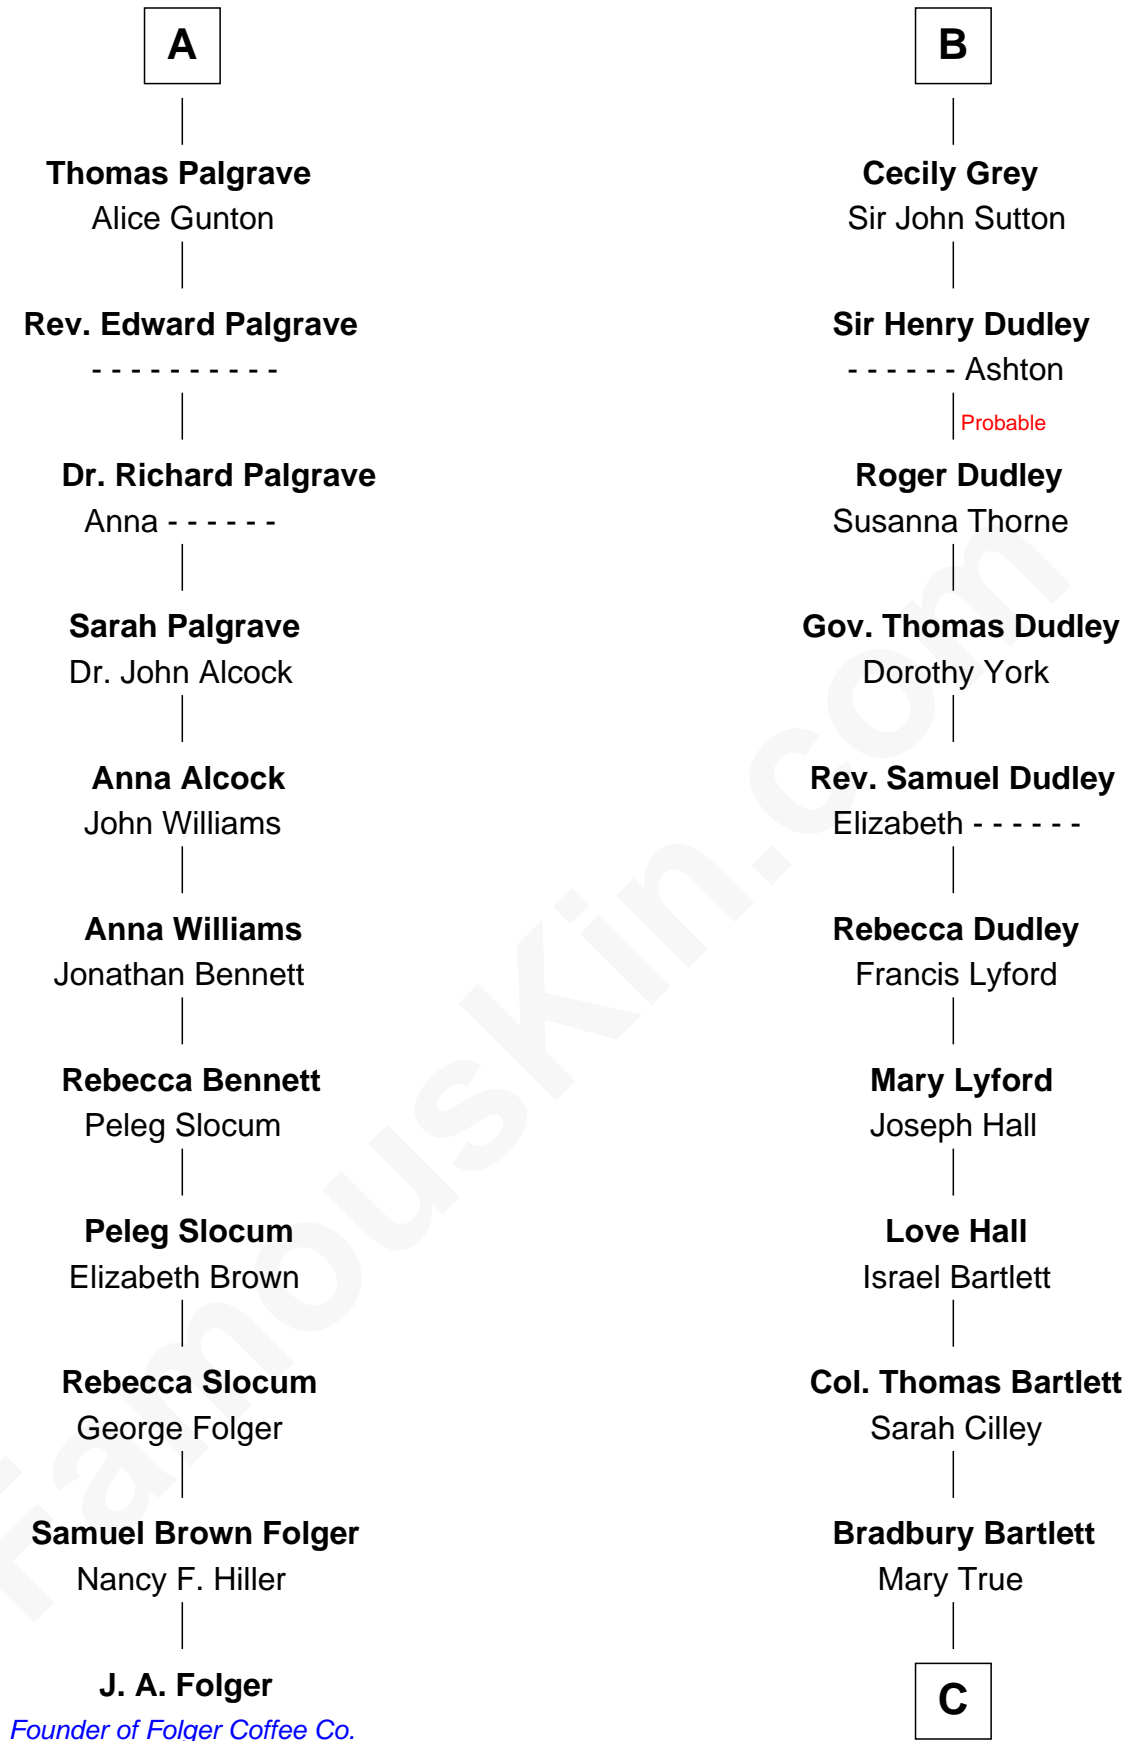 A
Thomas Palgrave
Alice Gunton
Rev. Edward Palgrave
- - - - - - - - - -
Dr. Richard Palgrave
Anna - - - - - -
Sarah Palgrave
Dr. John Alcock
Anna Alcock
John Williams
Anna Williams
Jonathan Bennett
Rebecca Bennett
Peleg Slocum
Peleg Slocum
Elizabeth Brown
Rebecca Slocum
George Folger
Samuel Brown Folger
Nancy F. Hiller
J. A. Folger
Founder of Folger Coffee Co.
B
Cecily Grey
Sir John Sutton
Sir Henry Dudley
- - - - - - Ashton
Probable
Roger Dudley
Susanna Thorne
Gov. Thomas Dudley
Dorothy York
Rev. Samuel Dudley
Elizabeth - - - - - -
Rebecca Dudley
Francis Lyford
Mary Lyford
Joseph Hall
Love Hall
Israel Bartlett
Col. Thomas Bartlett
Sarah Cilley
Bradbury Bartlett
Mary True
C
FamousKin.com